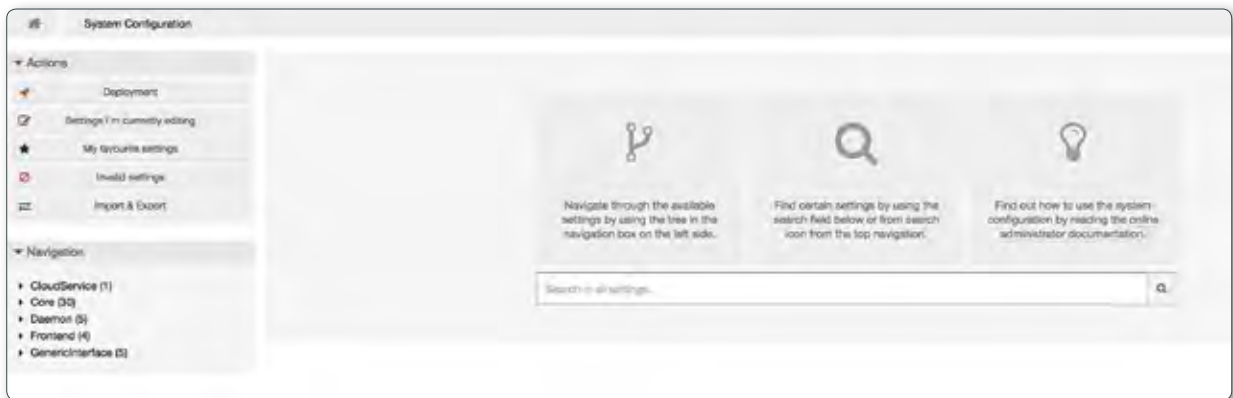 System Configuration
Actions
Deployment
Settings I'm currently editing
My favourite settings
Invalid settings
Import & Export
Navigation
CloudService (1)
Core (30)
Daemon (5)
Frontend (4)
GenericInterface (5)
Navigate through the available
settings by using the tree in the
navigation box on the left side.
Find certain settings by using the
search field below or from search
icon from the top navigation.
Find out how to use the system
configuration by reading the online
administrator documentation.
Search in all settings...